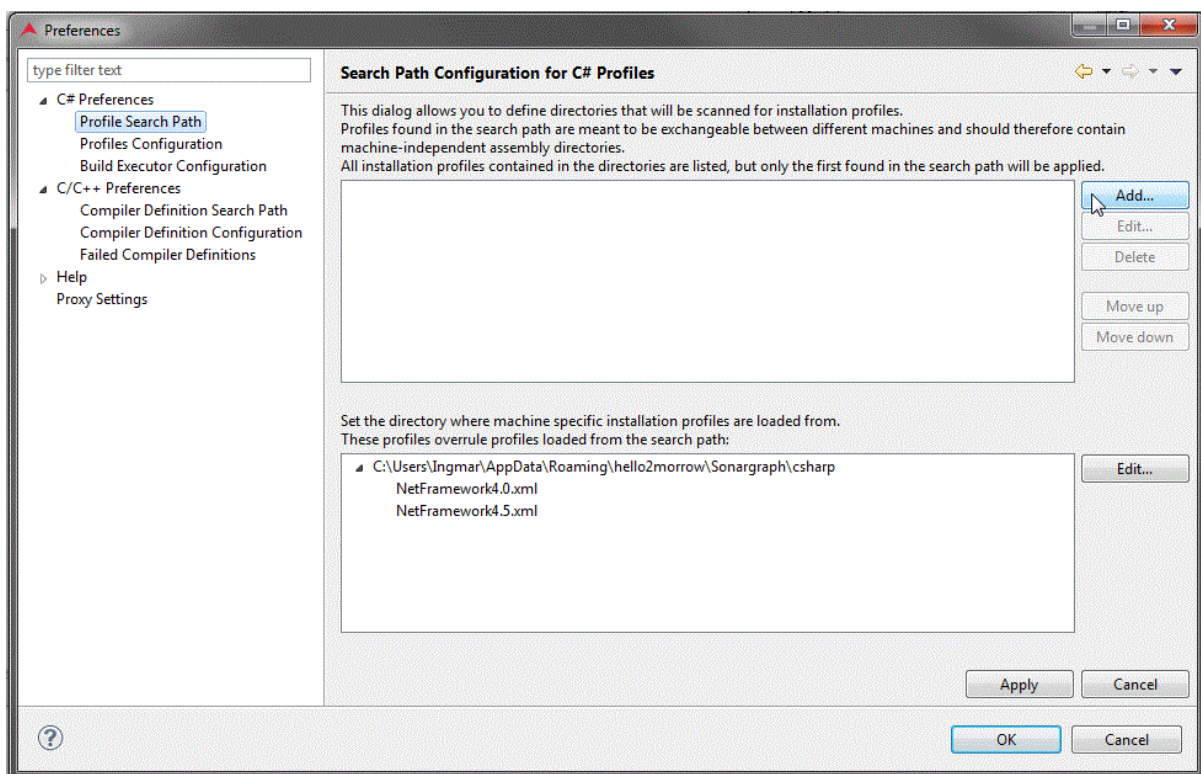 Preferences
type filter text
C# Preferences
Profile Search Path
Profiles Configuration
Build Executor Configuration
C/C++ Preferences
Compiler Definition Search Path
Compiler Definition Configuration
Failed Compiler Definitions
Help
Proxy Settings
Search Path Configuration for C# Profiles
This dialog allows you to define directories that will be scanned for installation profiles.
Profiles found in the search path are meant to be exchangeable between different machines and should therefore contain
machine-independent assembly directories.
All installation profiles contained in the directories are listed, but only the first found in the search path will be applied.
Add...
Edit...
Delete
Move up
Move down
Set the directory where machine specific installation profiles are loaded from.
These profiles overrule profiles loaded from the search path:
C:\Users\Ingmar\AppData\Roaming\hello2morrow\Sonargraph\csharp
NetFramework4.0.xml
NetFramework4.5.xml
Edit...
Apply
Cancel
OK
Cancel